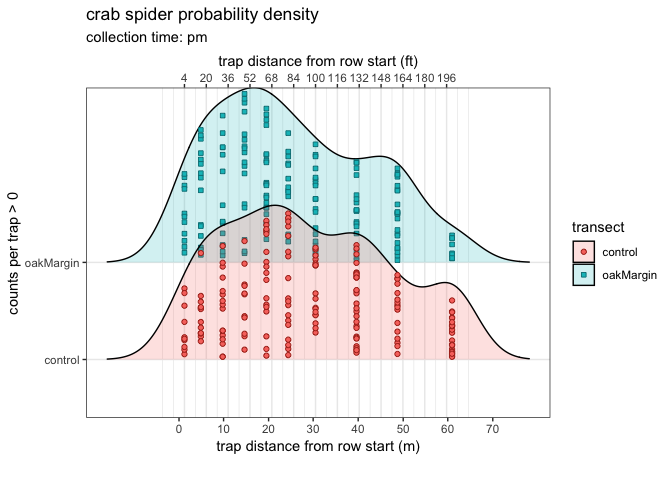 crab spider probability density
collection time: pm
trap distance from row start (ft)
4 20 36 52 68 84 100 116 132 148 164 180 196
counts per trap > 0
oakMargin
control
transect
control
oakMargin
0 10 20 30 40 50 60 70
trap distance from row start (m)